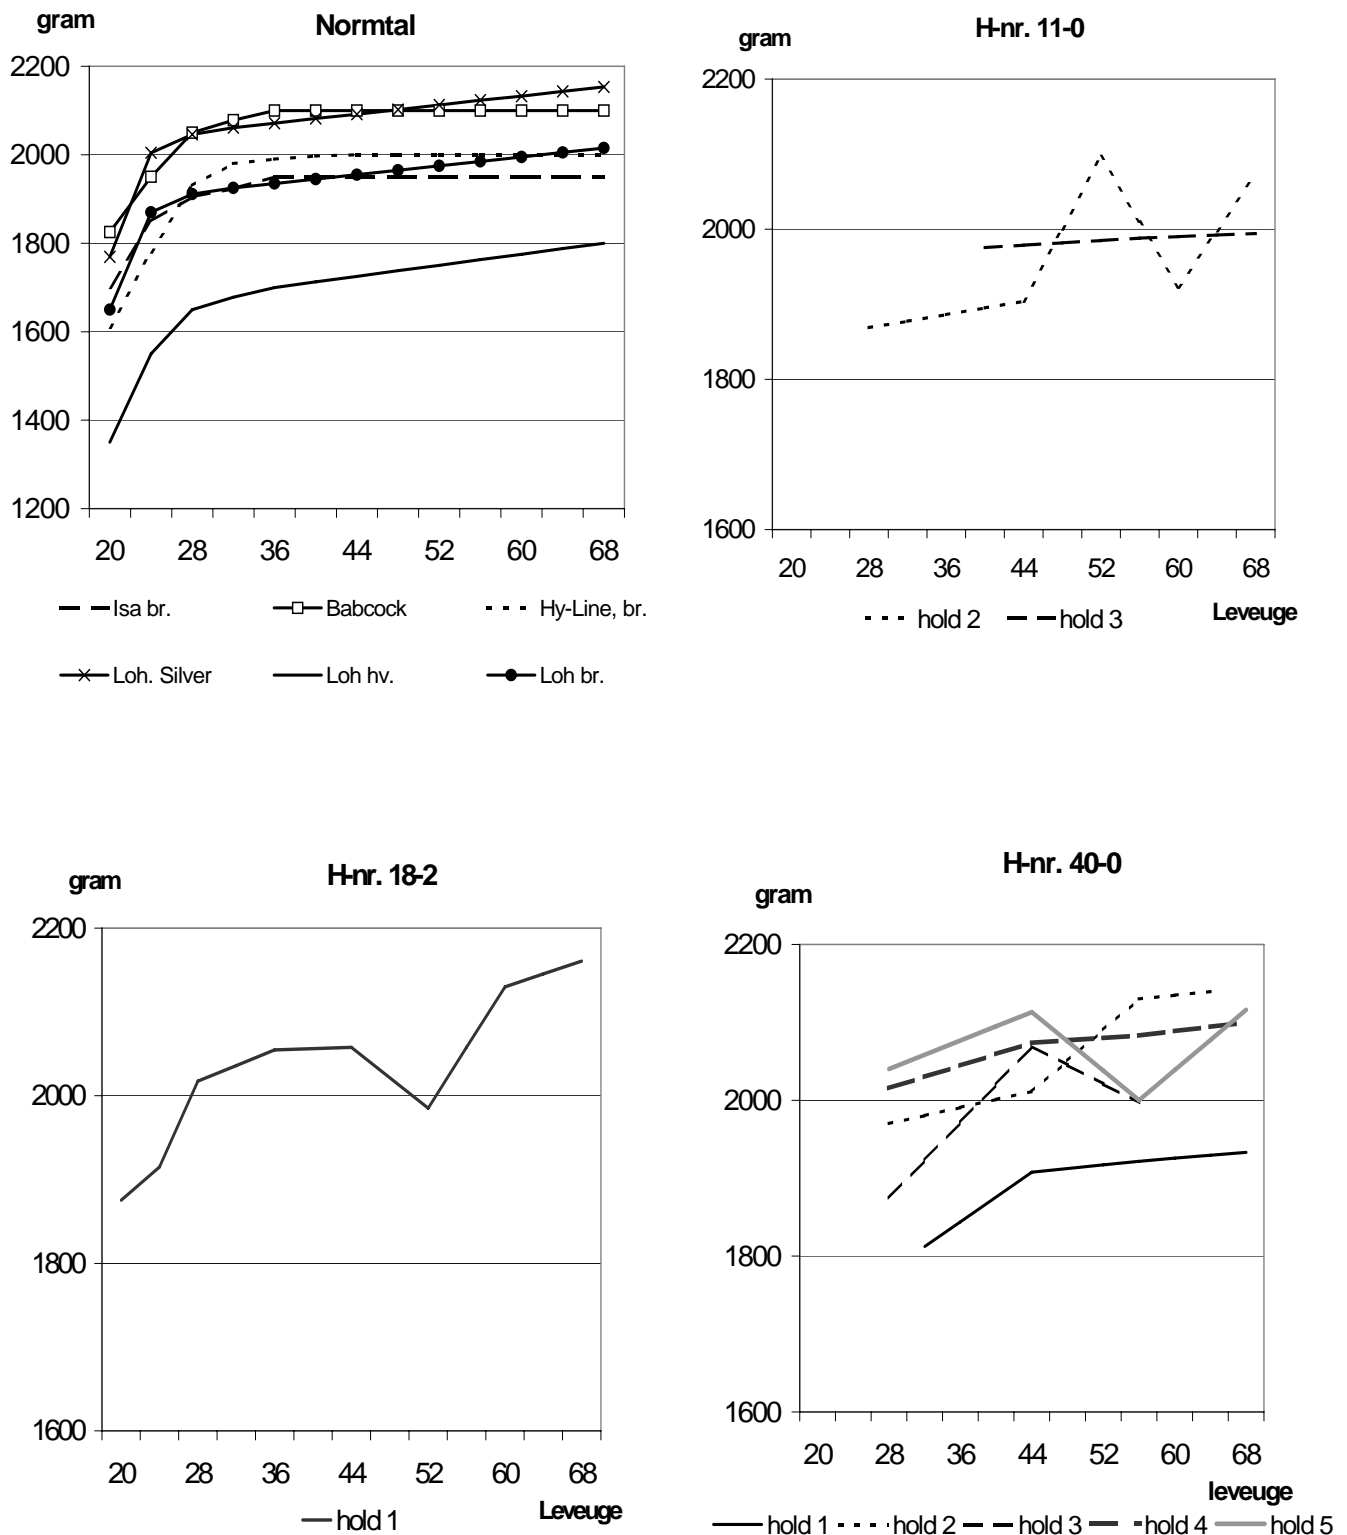 gram
Normtal
2200
2000
1800
1600
1400
1200
20 28 36 44 52 60 68
Isa br. Babcock Hy-Line, br.
Loh. Silver Loh hv. Loh br.
gram
H-nr. 11-0
2200
2000
1800
1600
20 28 36 44 52 60 68
hold 2 hold 3 Leveuge
gram
H-nr. 18-2
2200
2000
1800
1600
20 28 36 44 52 60 68
hold 1 Leveuge
H-nr. 40-0
gram
2200
2000
1800
1600
20 28 36 44 52 60 68
leveuge
hold 1 hold 2 hold 3 hold 4 hold 5